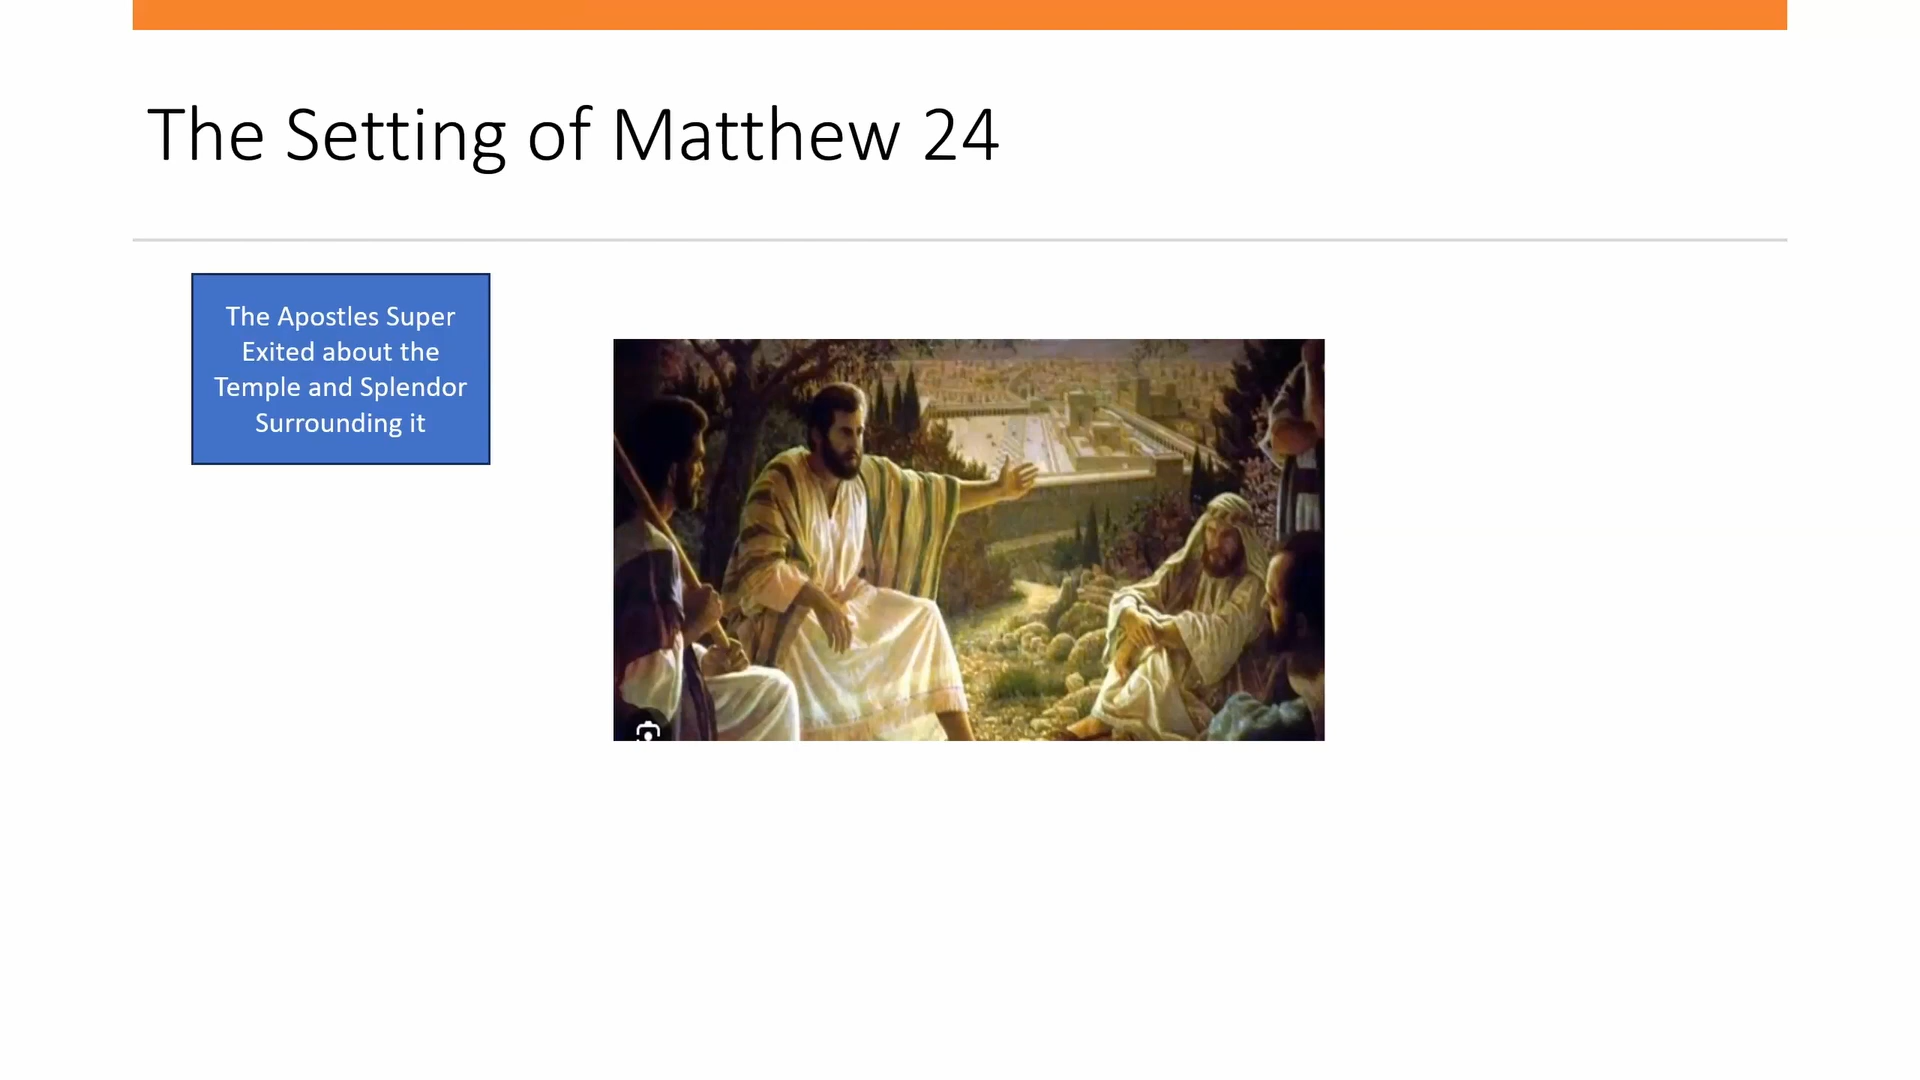 The Setting of Matthew 24
The Apostles Super
Exited about the
Temple and Splendor
Surrounding it